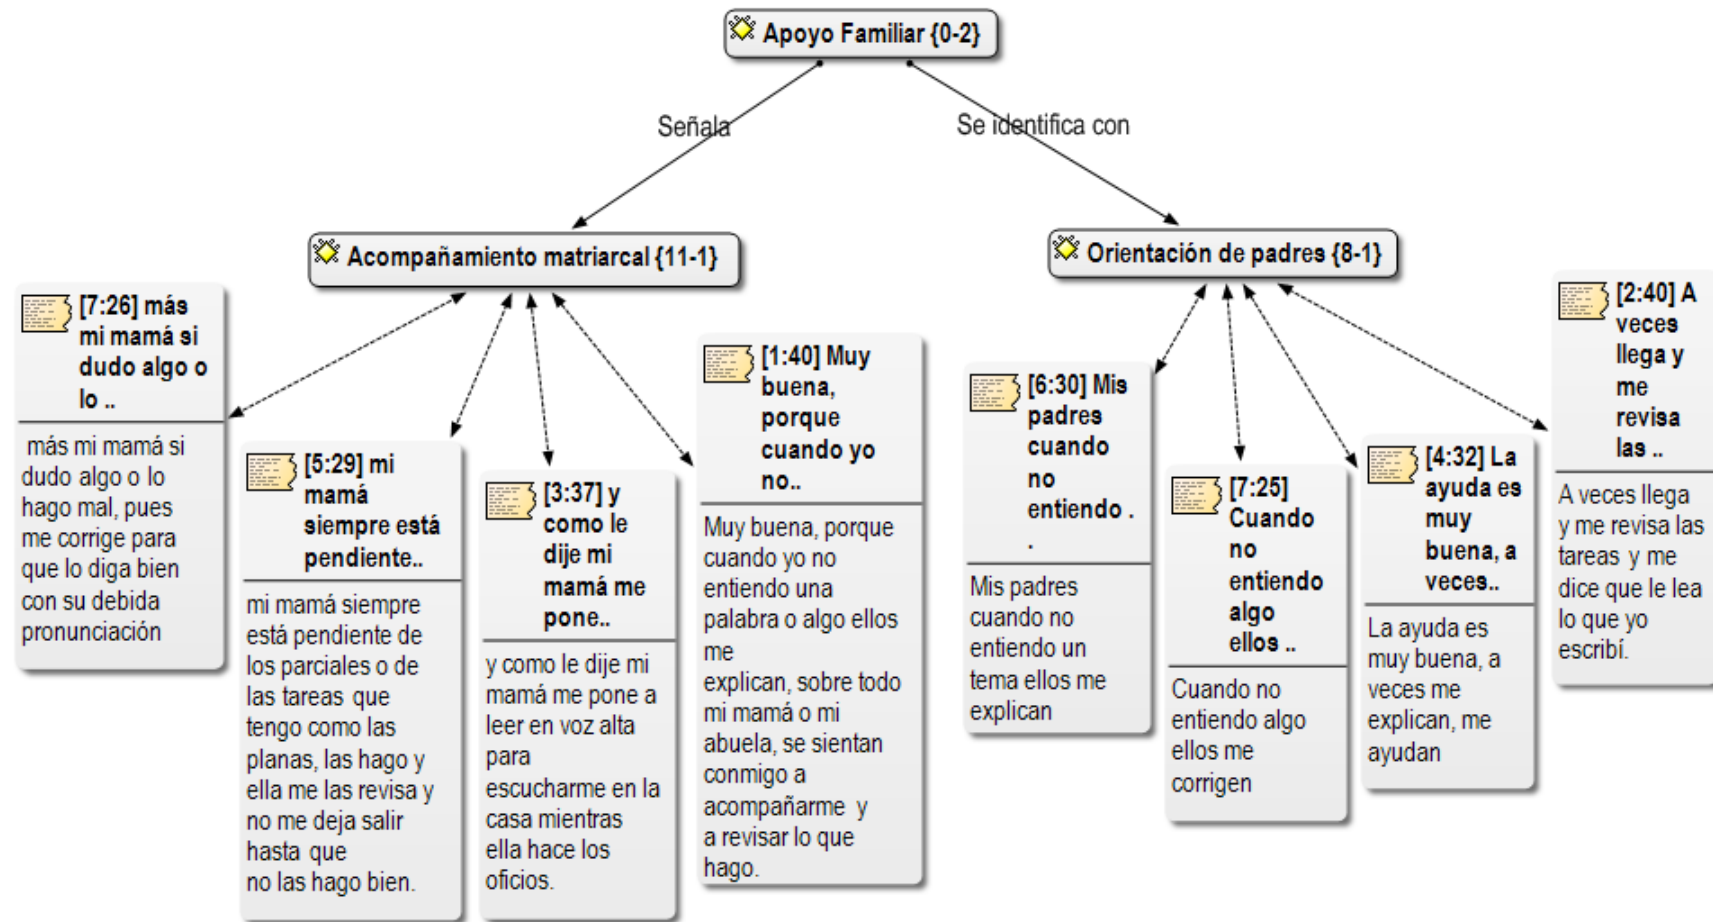 Apoyo Familiar {0-2}
Señala
Se identifica con
Acompañamiento matriarcal {11-1}
Orientación de padres {8-1}
[7:26] más
mi mamá si
dudo algo o
lo ..
más mi mamá si
dudo algo o lo
hago mal, pues
me corrige para
que lo diga bien
con su debida
pronunciación
[5:29] mi
mamá
siempre está
pendiente..
mi mamá siempre
está pendiente de
los parciales o de
las tareas que
tengo como las
planas, las hago y
ella me las revisa y
no me deja salir
hasta que
no las hago bien.
[3:37] y
como le
dije mi
mamá me
pone..
y como le dije mi
mamá me pone a
leer en voz alta
para
escucharme en la
casa mientras
ella hace los
oficios.
[1:40] Muy
buena,
porque
cuando yo
no..
Muy buena, porque
cuando yo no
entiendo una
palabra o algo ellos
me
explican, sobre todo
mi mamá o mi
abuela, se sientan
conmigo a
acompañarme y
a revisar lo que
hago.
[6:30] Mis
padres
cuando
no
entiendo .
.
Mis padres
cuando no
entiendo un
tema ellos me
explican
[7:25]
Cuando
no
entiendo
algo
ellos ..
Cuando no
entiendo algo
ellos me
corrigen
[4:32] La
ayuda es
muy
buena, a
veces..
La ayuda es
muy buena, a
veces me
explican, me
ayudan
[2:40] A
veces
llega y
me
revisa
las ..
A veces llega
y me revisa las
tareas y me
dice que le lea
lo que yo
escribí.